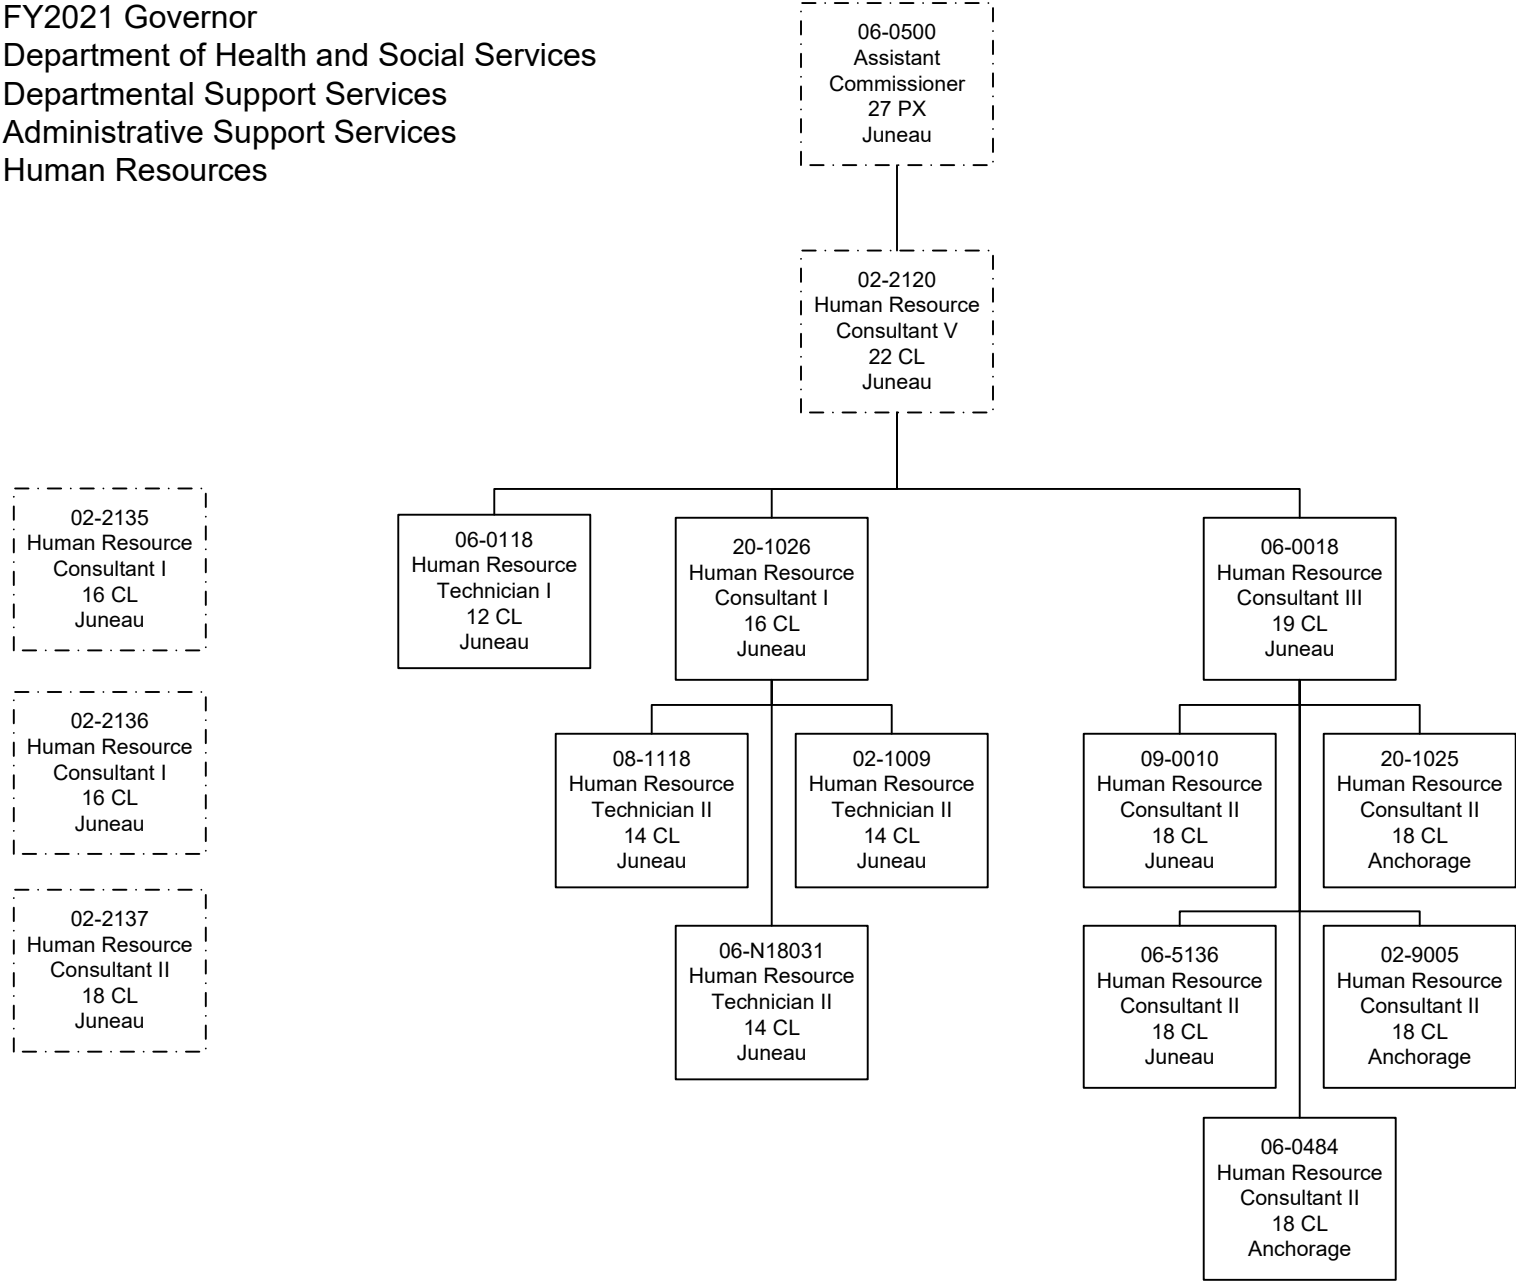 FY2021 Governor
Department of Health and Social Services
Departmental Support Services
Administrative Support Services
Human Resources
06-0500
Assistant
Commissioner
27 PX
Juneau
02-2120
Human Resource
Consultant V
22 CL
Juneau
02-2135
Human Resource
Consultant I
16 CL
Juneau
02-2136
Human Resource
Consultant I
16 CL
Juneau
02-2137
Human Resource
Consultant II
18 CL
Juneau
06-0118
Human Resource
Technician I
12 CL
Juneau
20-1026
Human Resource
Consultant I
16 CL
Juneau
06-0018
Human Resource
Consultant III
19 CL
Juneau
08-1118
Human Resource
Technician II
14 CL
Juneau
02-1009
Human Resource
Technician II
14 CL
Juneau
06-N18031
Human Resource
Technician II
14 CL
Juneau
09-0010
Human Resource
Consultant II
18 CL
Juneau
20-1025
Human Resource
Consultant II
18 CL
Anchorage
06-5136
Human Resource
Consultant II
18 CL
Juneau
02-9005
Human Resource
Consultant II
18 CL
Anchorage
06-0484
Human Resource
Consultant II
18 CL
Anchorage